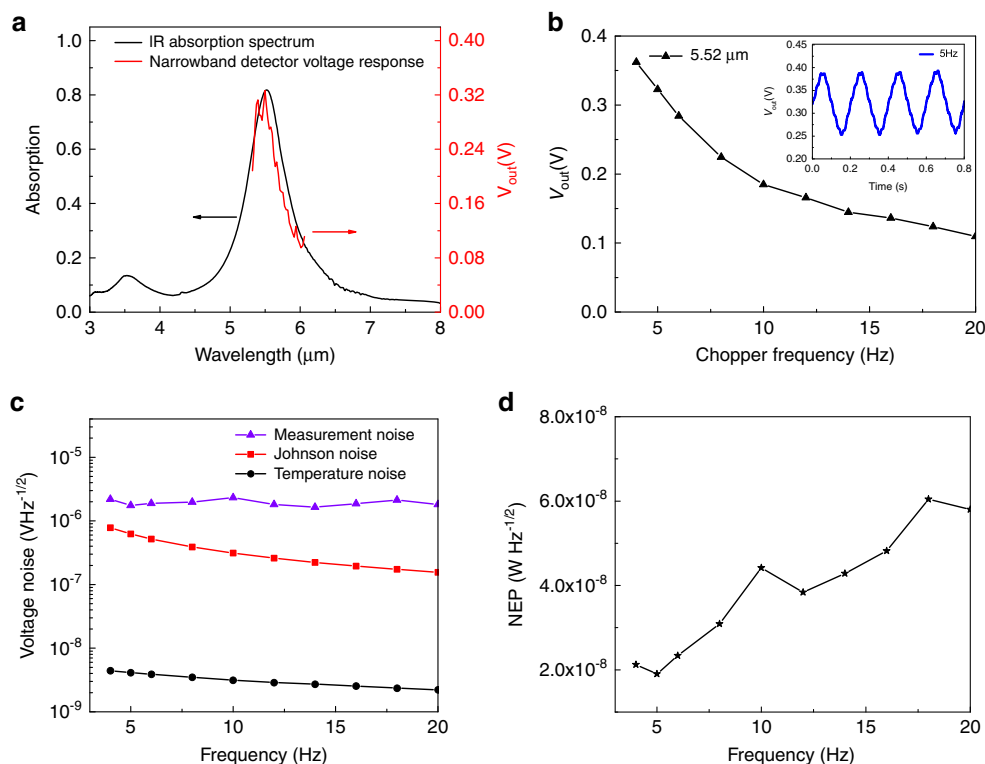 a
IR absorption spectrum
Narrowband detector voltage response
1.0
0.8
0.6
0.4
0.2
0.0
Absorption
0.40
0.32
0.24
0.16
0.08
0.00
V_out(V)
3 4 5 6 7 8
Wavelength (μm)
b
5.52 μm
0.4
0.3
0.2
0.1
0.0
V_out(V)
5 10 15 20
Chopper frequency (Hz)
5Hz
0.45
0.40
0.35
0.30
0.25
0.20
V_out(V)
0.0 0.2 0.4 0.6 0.8
Time (s)
c
Measurement noise
Johnson noise
Temperature noise
10^-5
10^-6
10^-7
10^-8
10^-9
Voltage noise (VHz^-1/2)
5 10 15 20
Frequency (Hz)
d
8.0x10^-8
6.0x10^-8
4.0x10^-8
2.0x10^-8
NEP (W Hz^-1/2)
5 10 15 20
Frequency (Hz)